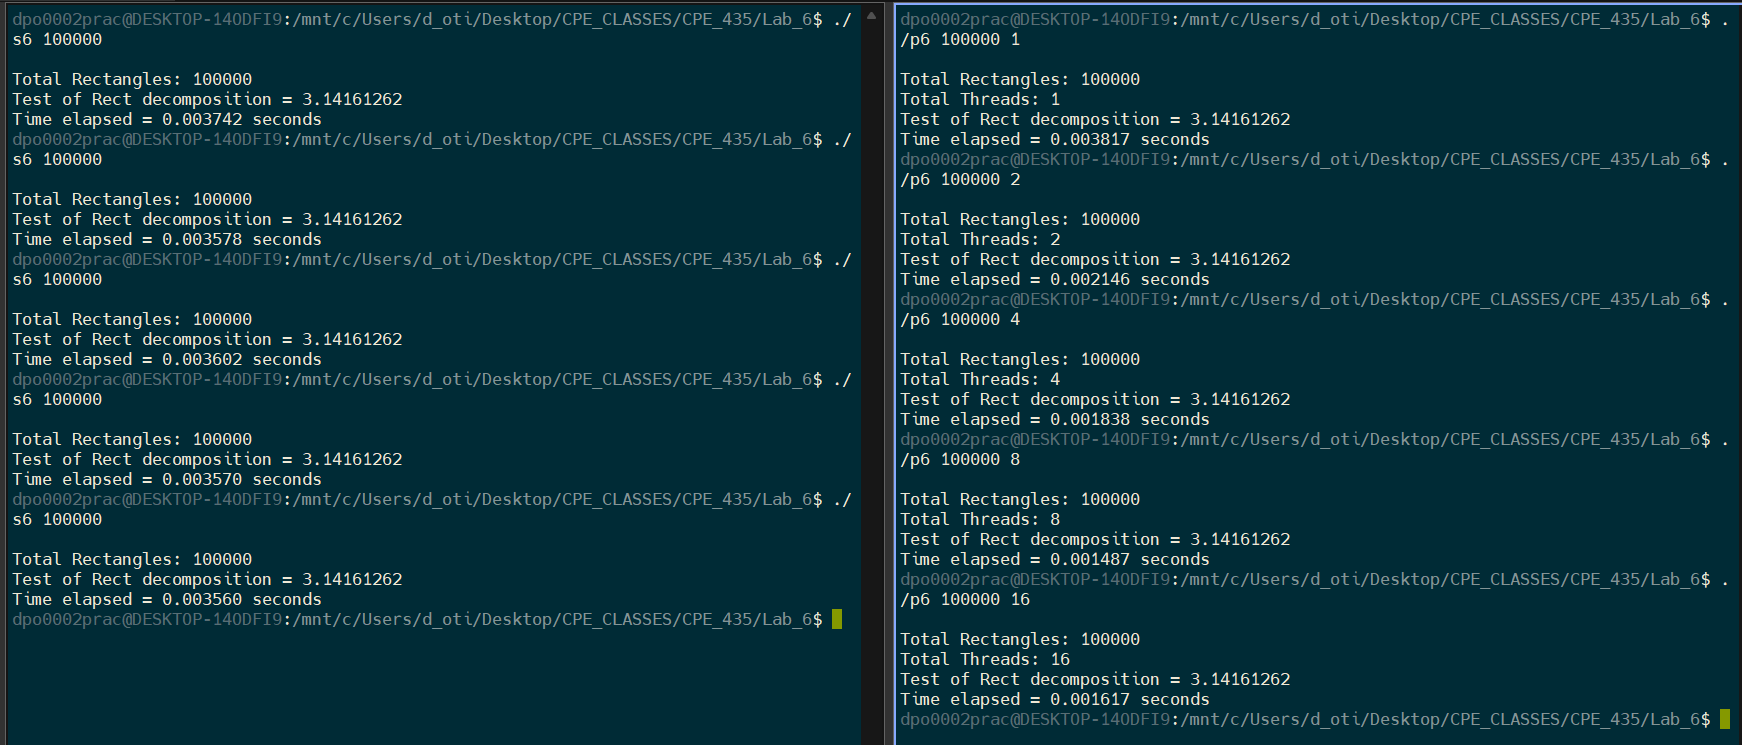 dpo0002prac@DESKTOP-14ODFI9:/mnt/c/Users/d_oti/Desktop/CPE_CLASSES/CPE_435/Lab_6$ ./
s6 100000

Total Rectangles: 100000
Test of Rect decomposition = 3.14161262
Time elapsed = 0.003742 seconds
dpo0002prac@DESKTOP-14ODFI9:/mnt/c/Users/d_oti/Desktop/CPE_CLASSES/CPE_435/Lab_6$ ./
s6 100000

Total Rectangles: 100000
Test of Rect decomposition = 3.14161262
Time elapsed = 0.003578 seconds
dpo0002prac@DESKTOP-14ODFI9:/mnt/c/Users/d_oti/Desktop/CPE_CLASSES/CPE_435/Lab_6$ ./
s6 100000

Total Rectangles: 100000
Test of Rect decomposition = 3.14161262
Time elapsed = 0.003602 seconds
dpo0002prac@DESKTOP-14ODFI9:/mnt/c/Users/d_oti/Desktop/CPE_CLASSES/CPE_435/Lab_6$ ./
s6 100000

Total Rectangles: 100000
Test of Rect decomposition = 3.14161262
Time elapsed = 0.003570 seconds
dpo0002prac@DESKTOP-14ODFI9:/mnt/c/Users/d_oti/Desktop/CPE_CLASSES/CPE_435/Lab_6$ ./
s6 100000

Total Rectangles: 100000
Test of Rect decomposition = 3.14161262
Time elapsed = 0.003560 seconds
dpo0002prac@DESKTOP-14ODFI9:/mnt/c/Users/d_oti/Desktop/CPE_CLASSES/CPE_435/Lab_6$

dpo0002prac@DESKTOP-14ODFI9:/mnt/c/Users/d_oti/Desktop/CPE_CLASSES/CPE_435/Lab_6$ .
/p6 100000 1

Total Rectangles: 100000
Total Threads: 1
Test of Rect decomposition = 3.14161262
Time elapsed = 0.003817 seconds
dpo0002prac@DESKTOP-14ODFI9:/mnt/c/Users/d_oti/Desktop/CPE_CLASSES/CPE_435/Lab_6$ .
/p6 100000 2

Total Rectangles: 100000
Total Threads: 2
Test of Rect decomposition = 3.14161262
Time elapsed = 0.002146 seconds
dpo0002prac@DESKTOP-14ODFI9:/mnt/c/Users/d_oti/Desktop/CPE_CLASSES/CPE_435/Lab_6$ .
/p6 100000 4

Total Rectangles: 100000
Total Threads: 4
Test of Rect decomposition = 3.14161262
Time elapsed = 0.001838 seconds
dpo0002prac@DESKTOP-14ODFI9:/mnt/c/Users/d_oti/Desktop/CPE_CLASSES/CPE_435/Lab_6$ .
/p6 100000 8

Total Rectangles: 100000
Total Threads: 8
Test of Rect decomposition = 3.14161262
Time elapsed = 0.001487 seconds
dpo0002prac@DESKTOP-14ODFI9:/mnt/c/Users/d_oti/Desktop/CPE_CLASSES/CPE_435/Lab_6$ .
/p6 100000 16

Total Rectangles: 100000
Total Threads: 16
Test of Rect decomposition = 3.14161262
Time elapsed = 0.001617 seconds
dpo0002prac@DESKTOP-14ODFI9:/mnt/c/Users/d_oti/Desktop/CPE_CLASSES/CPE_435/Lab_6$